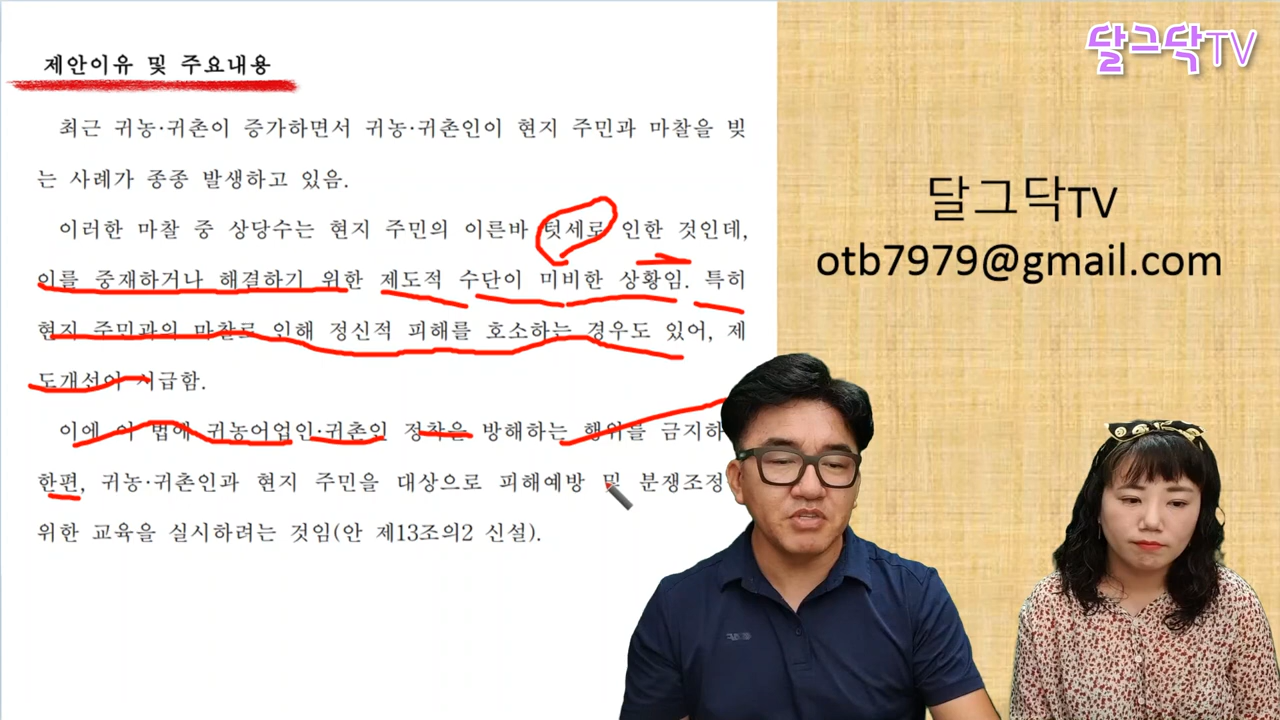 제안이유 및 주요내용
최근 귀농·귀촌이 증가하면서 귀농·귀촌인이 현지 주민과 마찰을 빚
는 사례가 종종 발생하고 있음.
이러한 마찰 중 상당수는 현지 주민의 이른바 텃세로 인한 것인데,
이를 중재하거나 해결하기 위한 제도적 수단이 미비한 상황임. 특히
현지 주민과의 마찰로 인해 정신적 피해를 호소하는 경우도 있어, 제
도개선이 시급함.
이에 이 법에 귀농어업인·귀촌인 정착을 방해하는 행위를 금지하
한편, 귀농·귀촌인과 현지 주민을 대상으로 피해예방 및 분쟁조정
위한 교육을 실시하려는 것임(안 제13조의2 신설).
달그닥TV
달그닥TV
otb7979@gmail.com